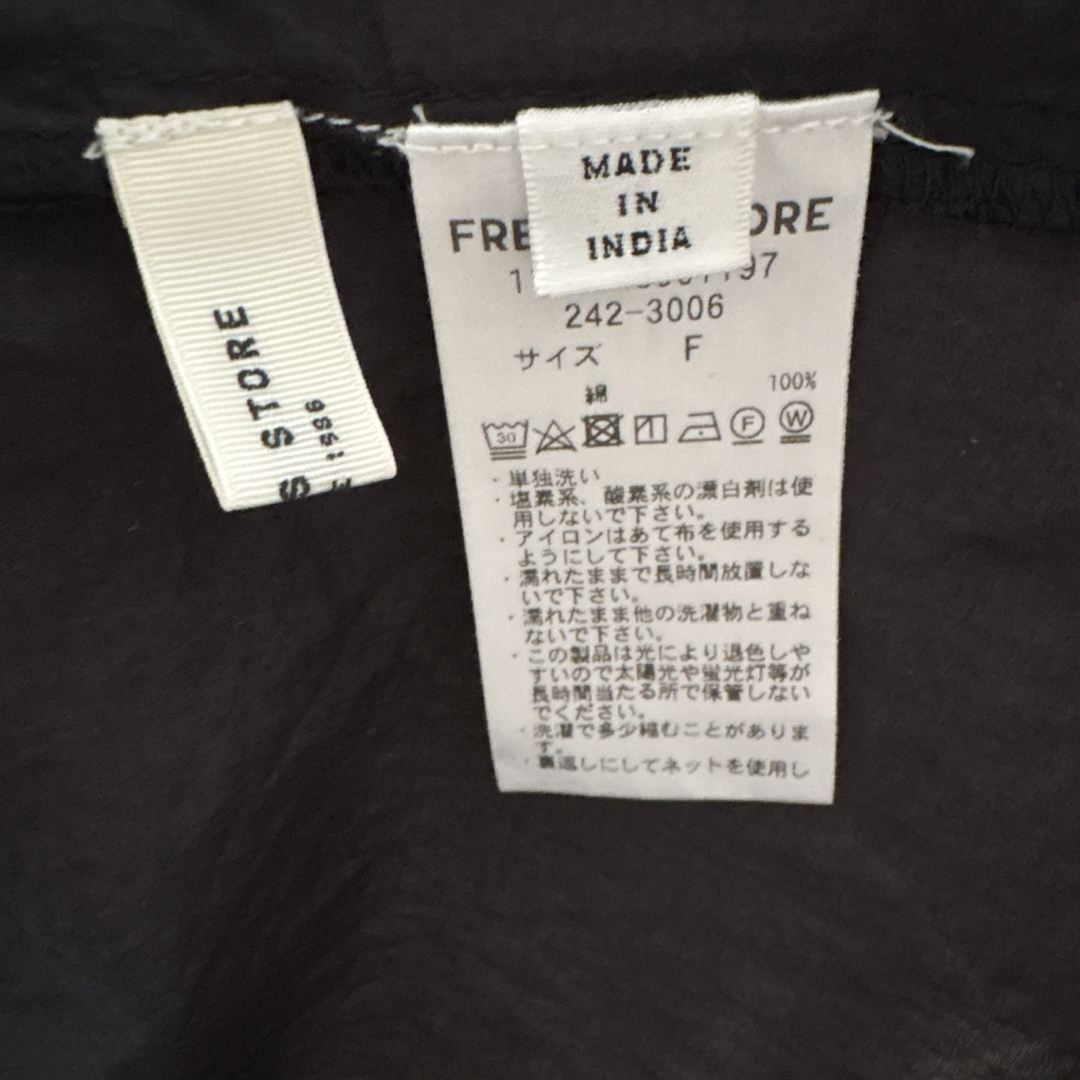 S STORE
1996
MADE
IN
INDIA
FRE ORE
242-3006
サイズ F
綿 100%
30 F W
・単独洗い
・塩素系、酸素系の漂白剤は使
用しないで下さい。
・アイロンはあて布を使用する
ようにして下さい。
・濡れたままで長時間放置しな
いで下さい。
・濡れたまま他の洗濯物と重ね
ないで下さい。
・この製品は光により退色しや
すいので太陽光や蛍光灯等が
長時間当たる所で保管しない
でください。
・洗濯で多少縮むことがありま
す。
・裏返しにしてネットを使用し